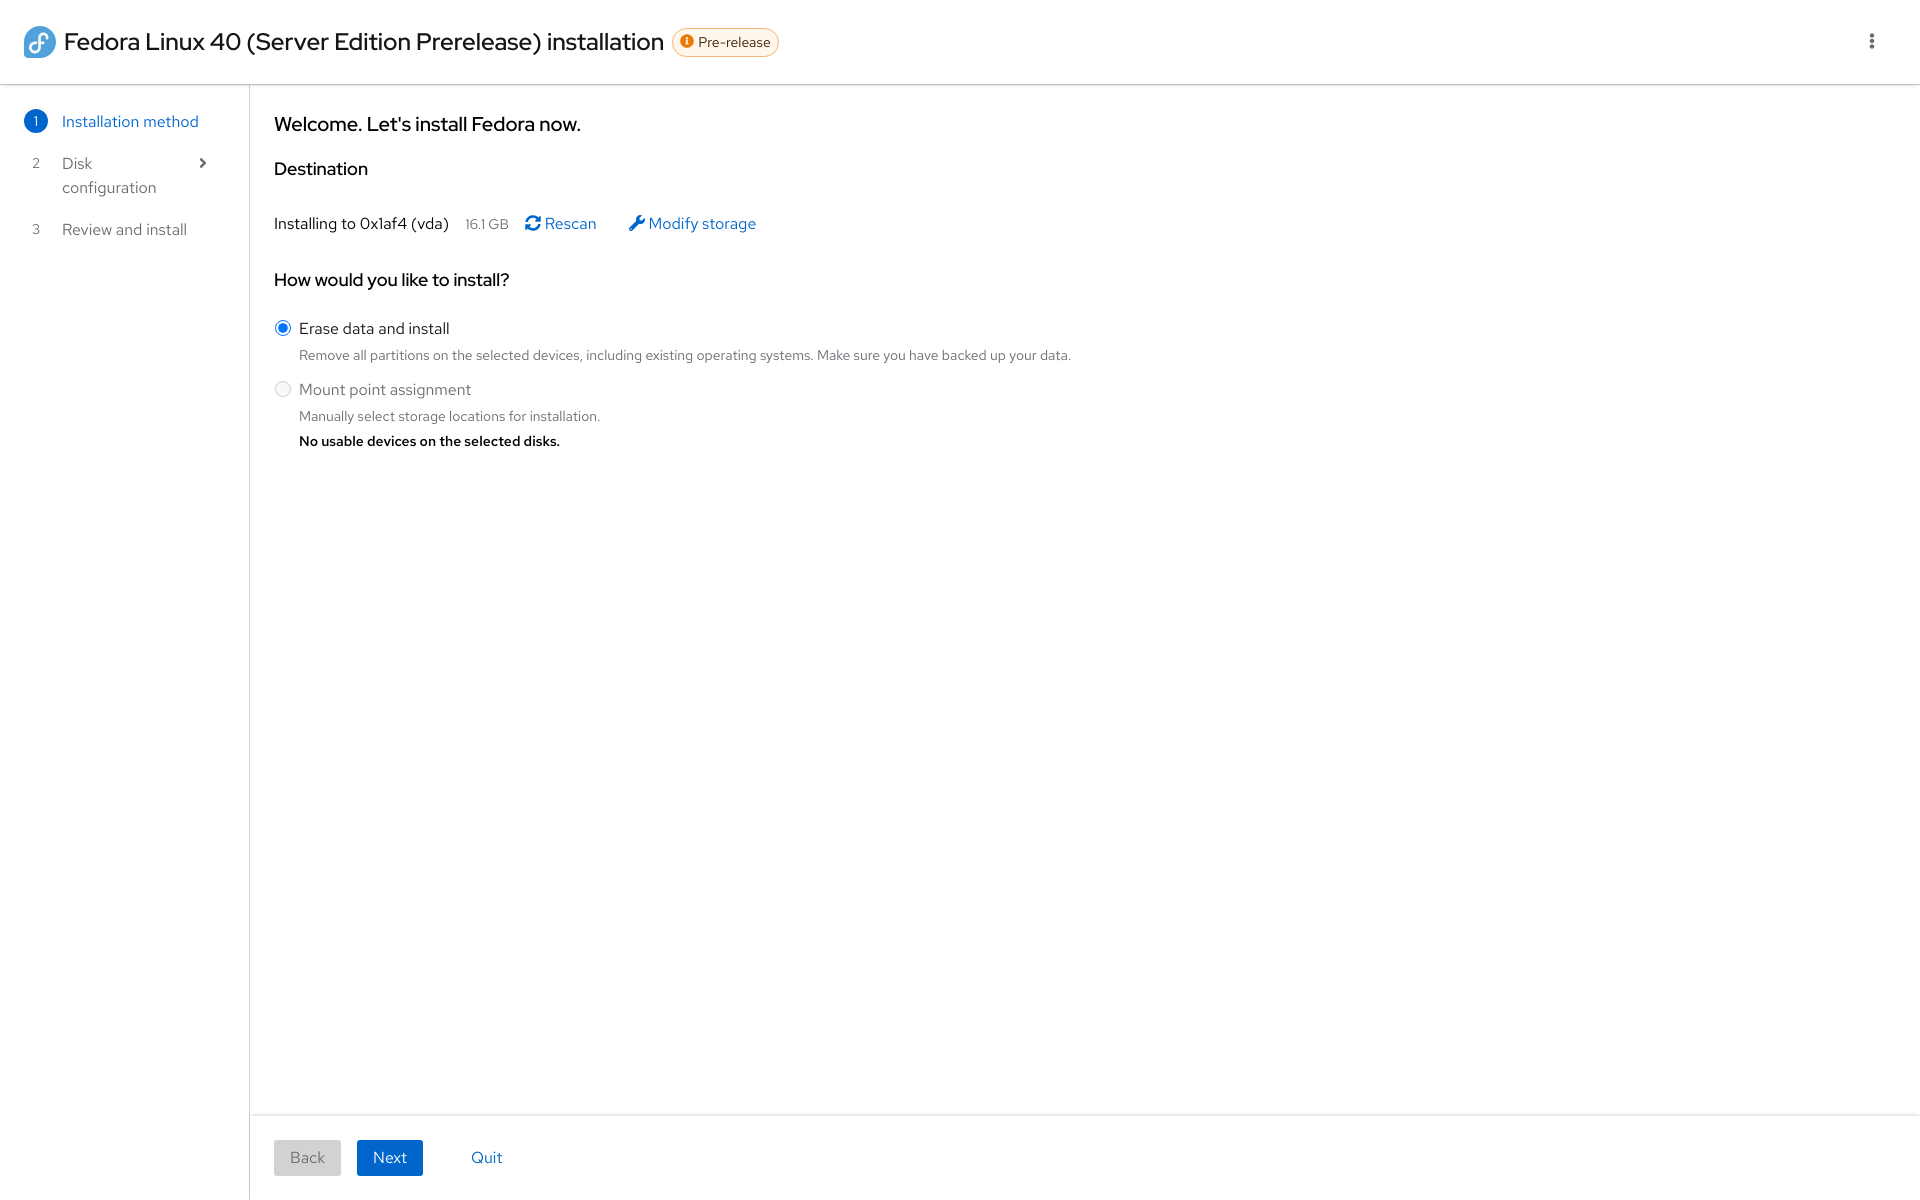 Fedora Linux 40 (Server Edition Prerelease) installation
Pre-release
1 Installation method
2 Disk configuration
3 Review and install
Welcome. Let's install Fedora now.
Destination
Installing to 0x1af4 (vda) 16.1 GB Rescan Modify storage
How would you like to install?
Erase data and install
Remove all partitions on the selected devices, including existing operating systems. Make sure you have backed up your data.
Mount point assignment
Manually select storage locations for installation.
No usable devices on the selected disks.
Back Next Quit